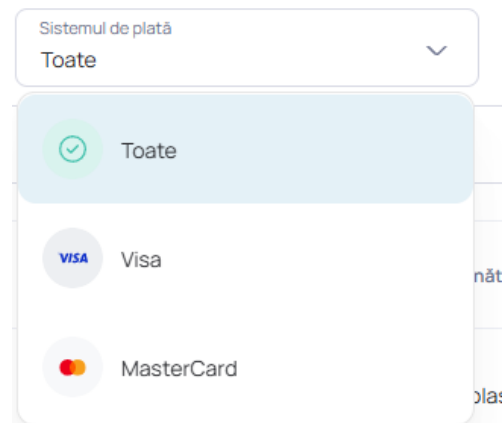 Sistemul de plată
Toate
Toate
VISA Visa
MasterCard